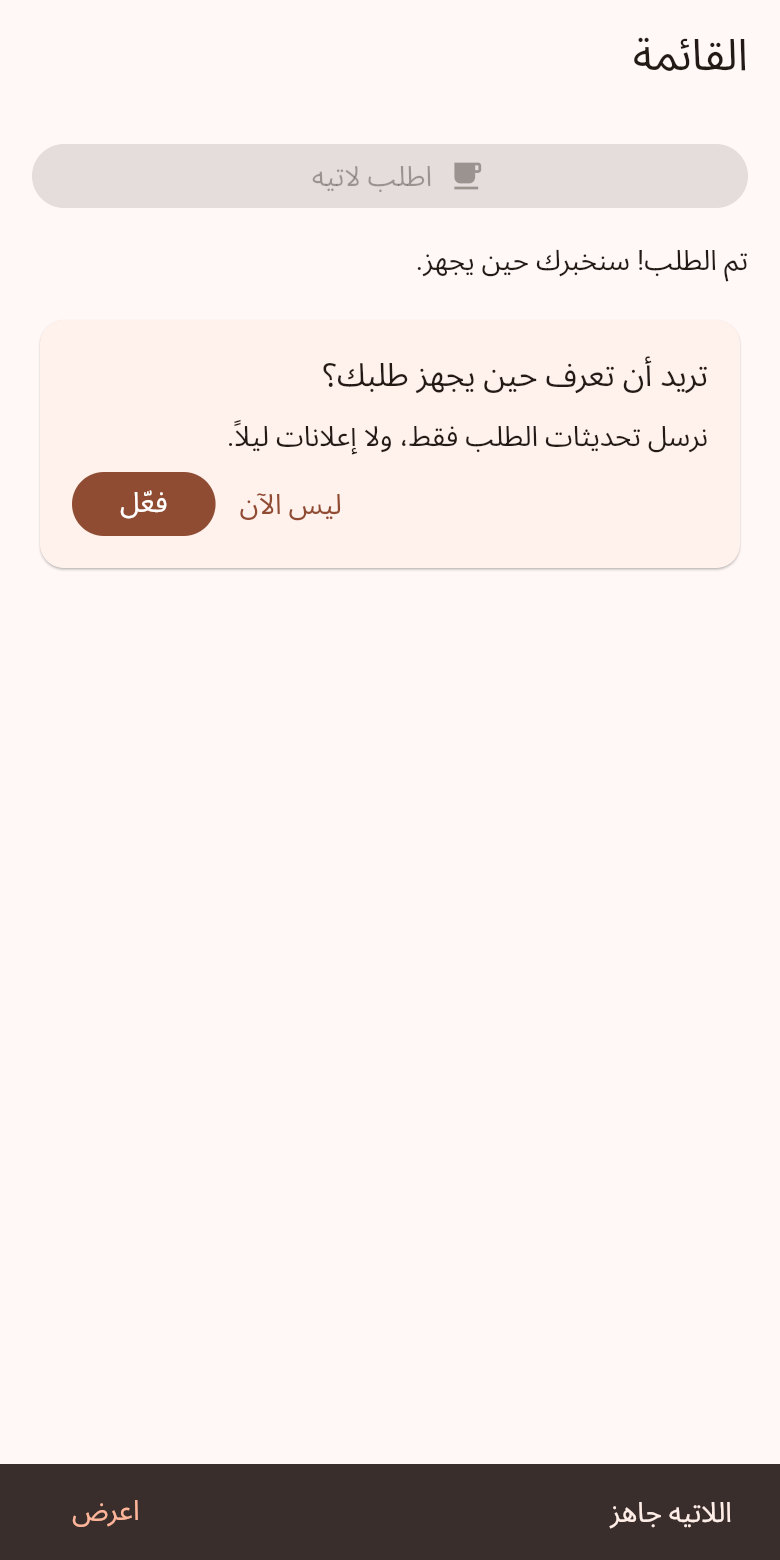 القائمة
اطلب لاتيه
تم الطلب! سنخبرك حين يجهز.
تريد أن تعرف حين يجهز طلبك؟
نرسل تحديثات الطلب فقط، ولا إعلانات ليلاً.
ليس الآن
فعّل
اللاتيه جاهز
اعرض